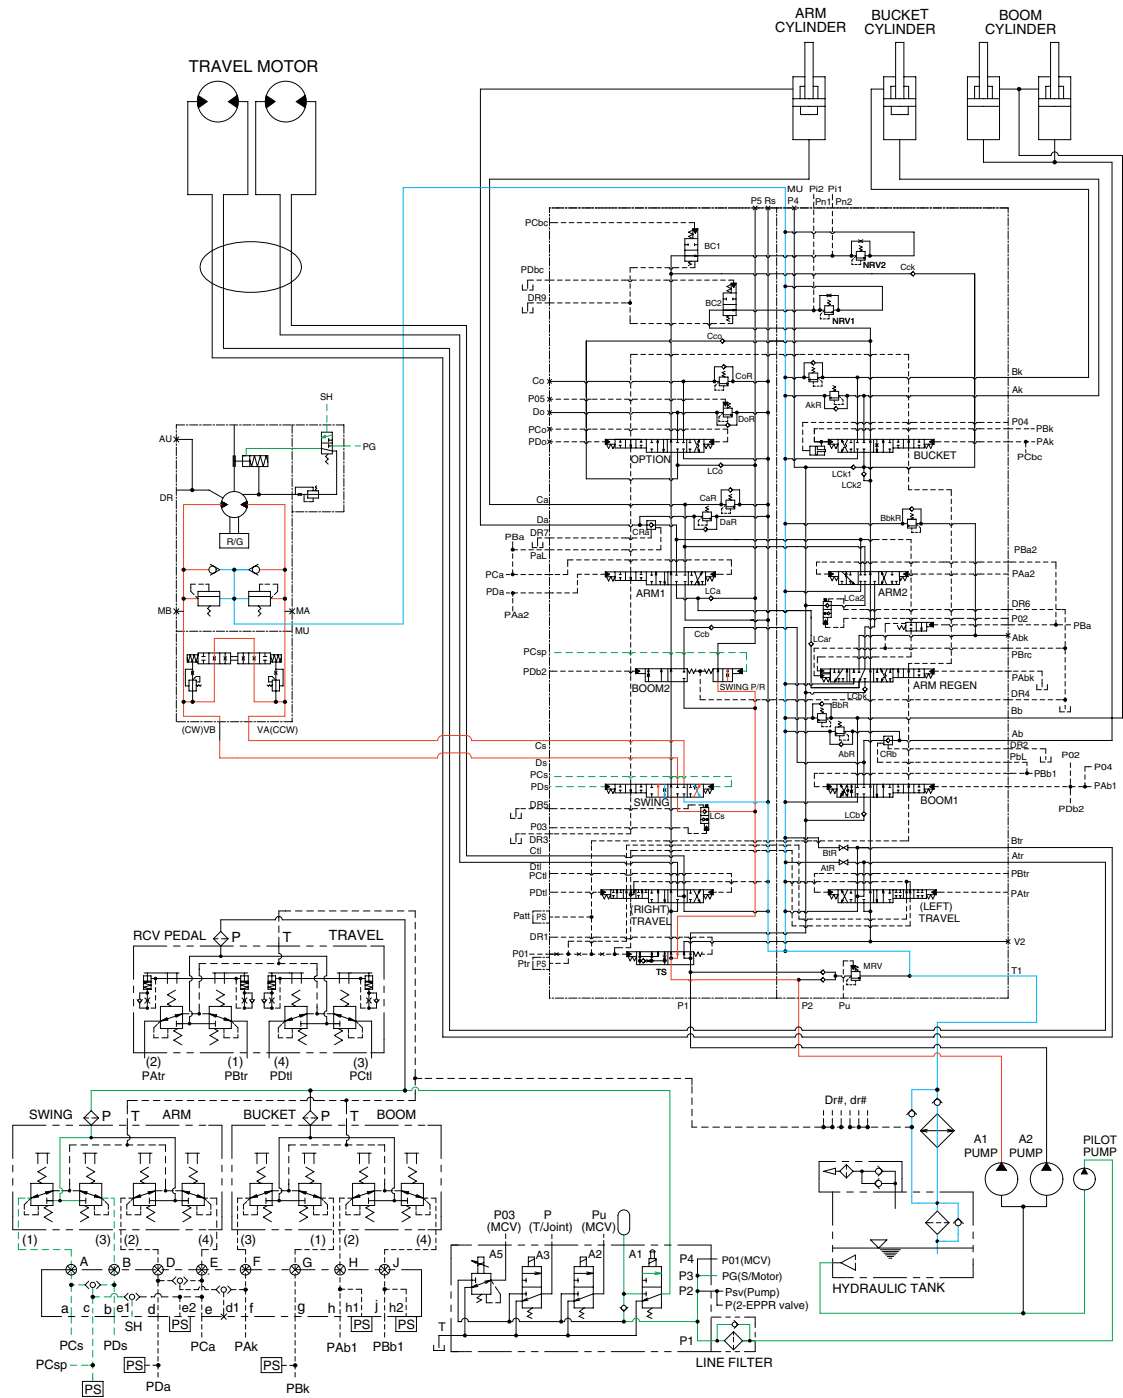 ARM
CYLINDER
BUCKET
CYLINDER
BOOM
CYLINDER
TRAVEL MOTOR
MU Pi2 Pi1
P5 Rs P4 Pn1 Pn2
PCbc
BC1
NRV2
Cck
PDbc
DR9
BC2
NRV1
Cco
Co
CoR
Bk
P05
AkR
Ak
Do
DoR
P04
PCo
PBk
PDo
PAk
OPTION
BUCKET
PCbc
LCo
LCk1
LCk2
SH
AU
PG
DR
R/G
MB
MA
MU
(CW)VB
VA(CCW)
Ca
CaR
Da
DaR
BbkR
DR7
CRa
PBa
PaL
PBa2
PCa
PAa2
PDa
ARM1
ARM2
PAa2
LCa
LCa2
DR6
P02
PBa
Ccb
LCar
Abk
PCsp
PBrc
PDb2
PAbk
BOOM2
SWING P/R
ARM REGEN
LCbk
DR4
BbR
Bb
Ab
Cs
AbR
CRb
DR2
P02
Ds
PbL
PCs
PBb1
P04
PDs
PAb1
SWING
BOOM1
PDb2
DR5
LCs
LCb
P03
DR3
Ctl
BtR
Btr
Dtl
AtR
Atr
PCtl
PBtr
PDtl
PAtr
(RIGHT)
TRAVEL
(LEFT)
TRAVEL
Patt
PS
DR1
V2
P01
Ptr
PS
TS
MRV
T1
P1
P2
Pu
RCV PEDAL
P
T
TRAVEL
(2)
(1)
(4)
(3)
PAtr
PBtr
PDtl
PCtl
SWING
P
T
ARM
BUCKET
P
T
BOOM
(1)
(3)
(2)
(4)
(3)
(1)
(2)
(4)
A
B
D
E
F
G
H
J
a
c
b
e1
d
e2
e
d1
f
g
h
h1
j
h2
SH
PS
PS
PS
PCs
PDs
PCa
PAk
PAb1
PBb1
PCsp
PS
PS
PS
PDa
PBk
P03
(MCV)
P
(T/Joint)
Pu
(MCV)
A5
A3
A2
A1
P4
P01(MCV)
P3
PG(S/Motor)
P2
Psv(Pump)
P(2-EPPR valve)
T
P1
LINE FILTER
Dr#, dr#
A1
PUMP
A2
PUMP
PILOT
PUMP
HYDRAULIC TANK